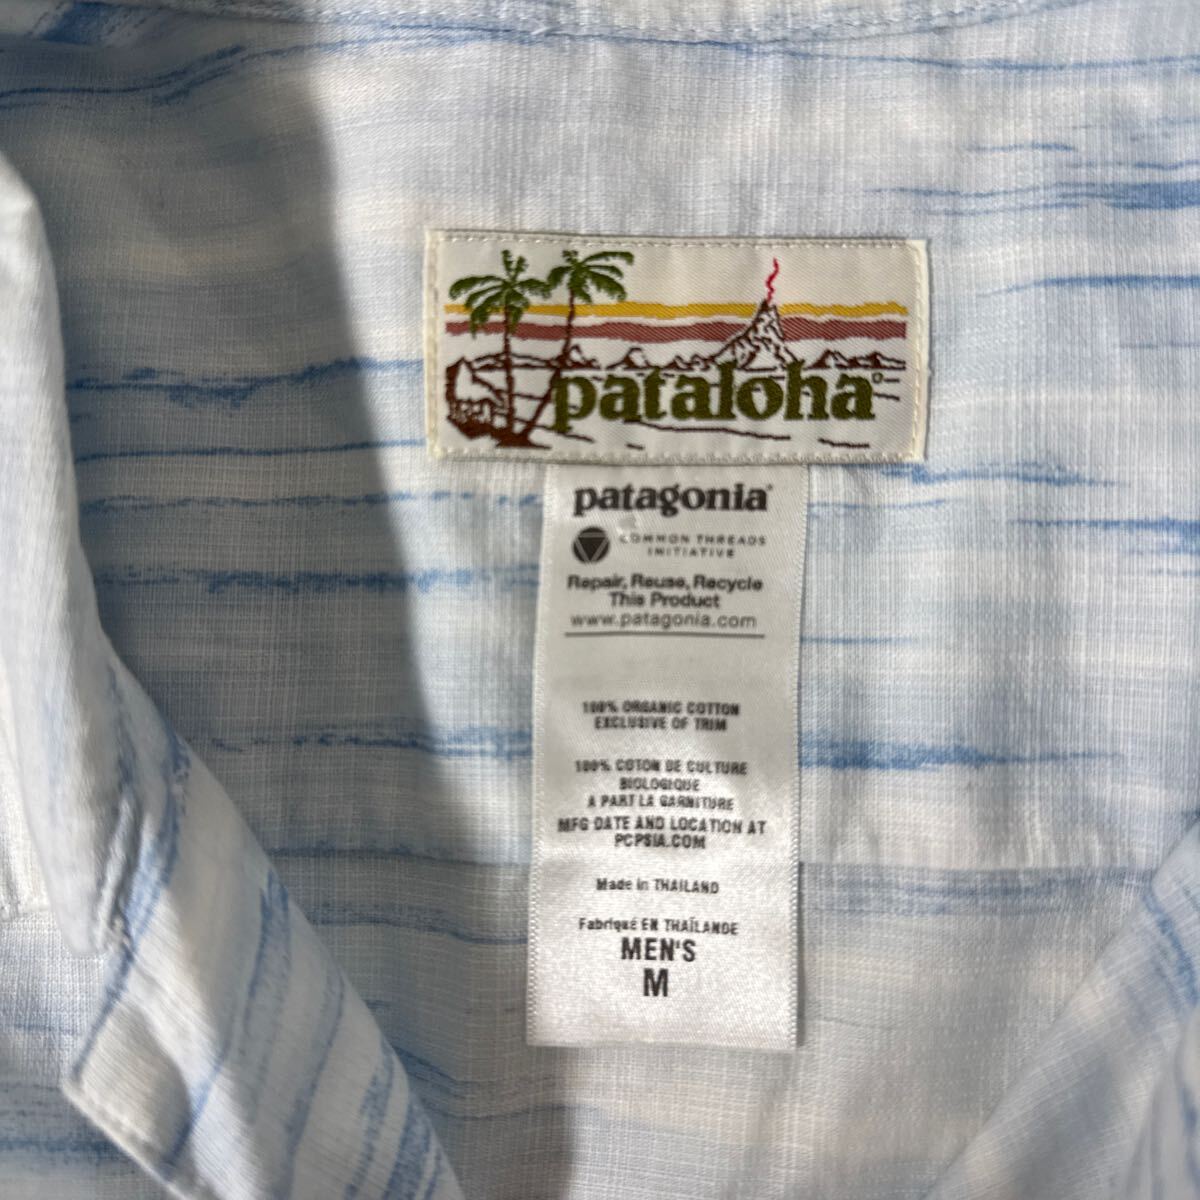 pataloha®
patagonia®
COMMON THREADS
INITIATIVE
Repair, Reuse, Recycle
This Product
www.patagonia.com
100% ORGANIC COTTON
EXCLUSIVE OF TRIM
100% COTON DE CULTURE
BIOLOGIQUE
A PART LA GARNITURE
MFG DATE AND LOCATION AT
PCPSIA.COM
Made in THAILAND
Fabriqué EN THAÏLANDE
MEN'S
M